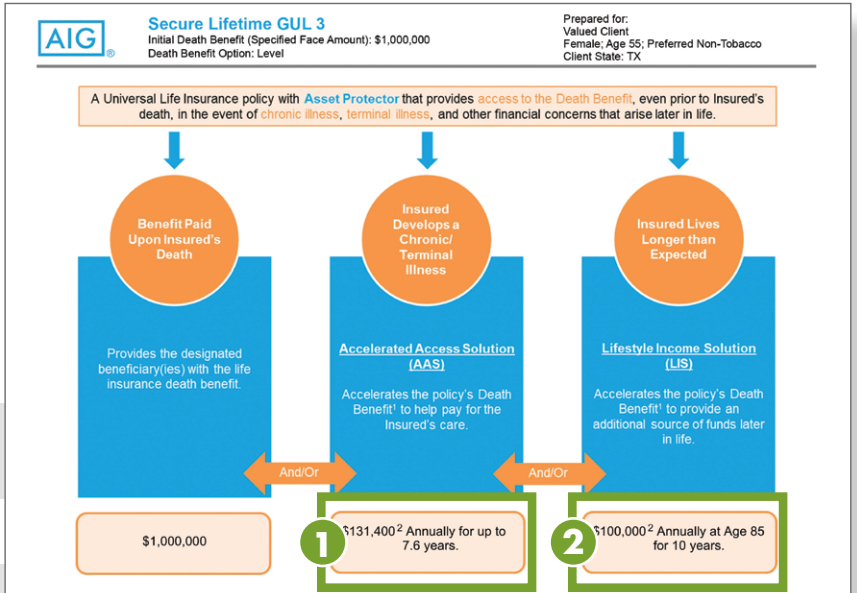 AIG®
Secure Lifetime GUL 3
Initial Death Benefit (Specified Face Amount): $1,000,000
Death Benefit Option: Level
Prepared for:
Valued Client
Female; Age 55; Preferred Non-Tobacco
Client State: TX
A Universal Life Insurance policy with Asset Protector that provides access to the Death Benefit, even prior to Insured's
death, in the event of chronic illness, terminal illness, and other financial concerns that arise later in life.
Benefit Paid
Upon Insured's
Death
Provides the designated
beneficiary(ies) with the life
insurance death benefit.
$1,000,000
Insured
Develops a
Chronic/
Terminal
Illness
Accelerated Access Solution
(AAS)
Accelerates the policy's Death
Benefit¹ to help pay for the
Insured's care.
And/Or
1
$131,400² Annually for up to
7.6 years.
Insured Lives
Longer than
Expected
Lifestyle Income Solution
(LIS)
Accelerates the policy's Death
Benefit¹ to provide an
additional source of funds later
in life.
And/Or
2
$100,000² Annually at Age 85
for 10 years.